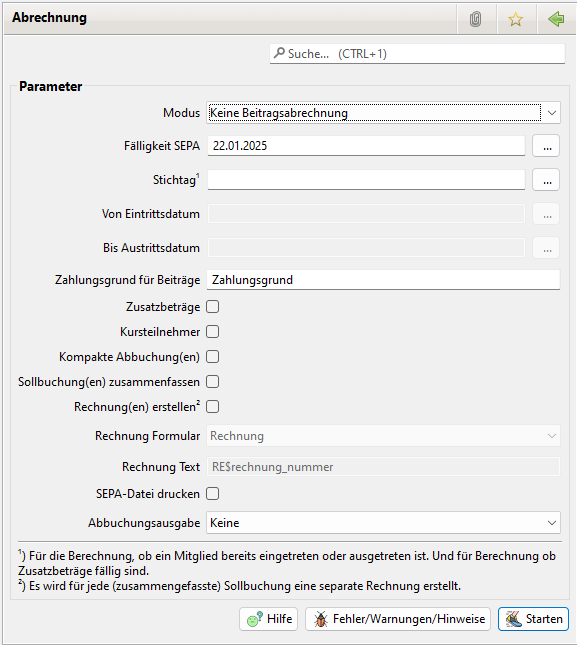 Abrechnung
Suche... (CTRL+1)
Parameter
Modus Keine Beitragsabrechnung
Fälligkeit SEPA 22.01.2025 ...
Stichtag¹ ...
Von Eintrittsdatum ...
Bis Austrittsdatum ...
Zahlungsgrund für Beiträge Zahlungsgrund
Zusatzbeträge
Kursteilnehmer
Kompakte Abbuchung(en)
Sollbuchung(en) zusammenfassen
Rechnung(en) erstellen²
Rechnung Formular Rechnung
Rechnung Text RE$rechnung_nummer
SEPA-Datei drucken
Abbuchungsausgabe Keine
¹) Für die Berechnung, ob ein Mitglied bereits eingetreten oder ausgetreten ist. Und für Berechnung ob
Zusatzbeträge fällig sind.
²) Es wird für jede (zusammengefasste) Sollbuchung eine separate Rechnung erstellt.
Hilfe Fehler/Warnungen/Hinweise Starten